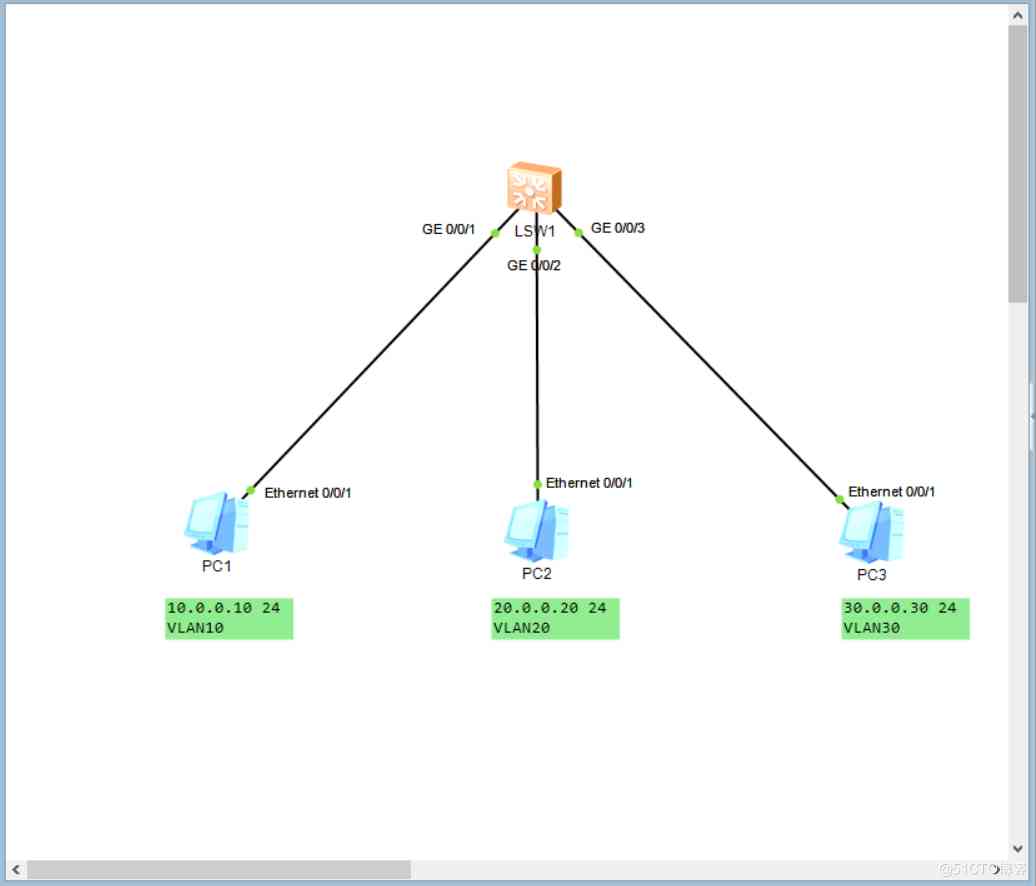 GE 0/0/1
LSW1
GE 0/0/3
GE 0/0/2
Ethernet 0/0/1
Ethernet 0/0/1
Ethernet 0/0/1
PC1
PC2
PC3
10.0.0.10 24
VLAN10
20.0.0.20 24
VLAN20
30.0.0.30 24
VLAN30
@51CTO博客